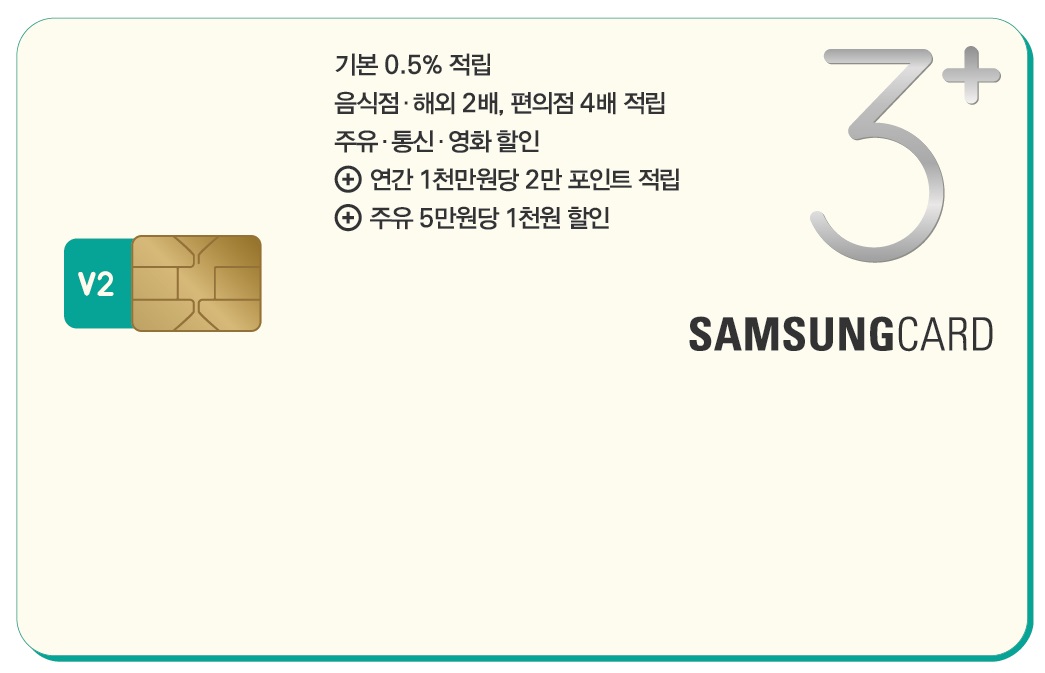 기본 0.5% 적립
음식점·해외 2배, 편의점 4배 적립
주유·통신·영화 할인
⊕ 연간 1천만원당 2만 포인트 적립
⊕ 주유 5만원당 1천원 할인
3+
V2
SAMSUNGCARD